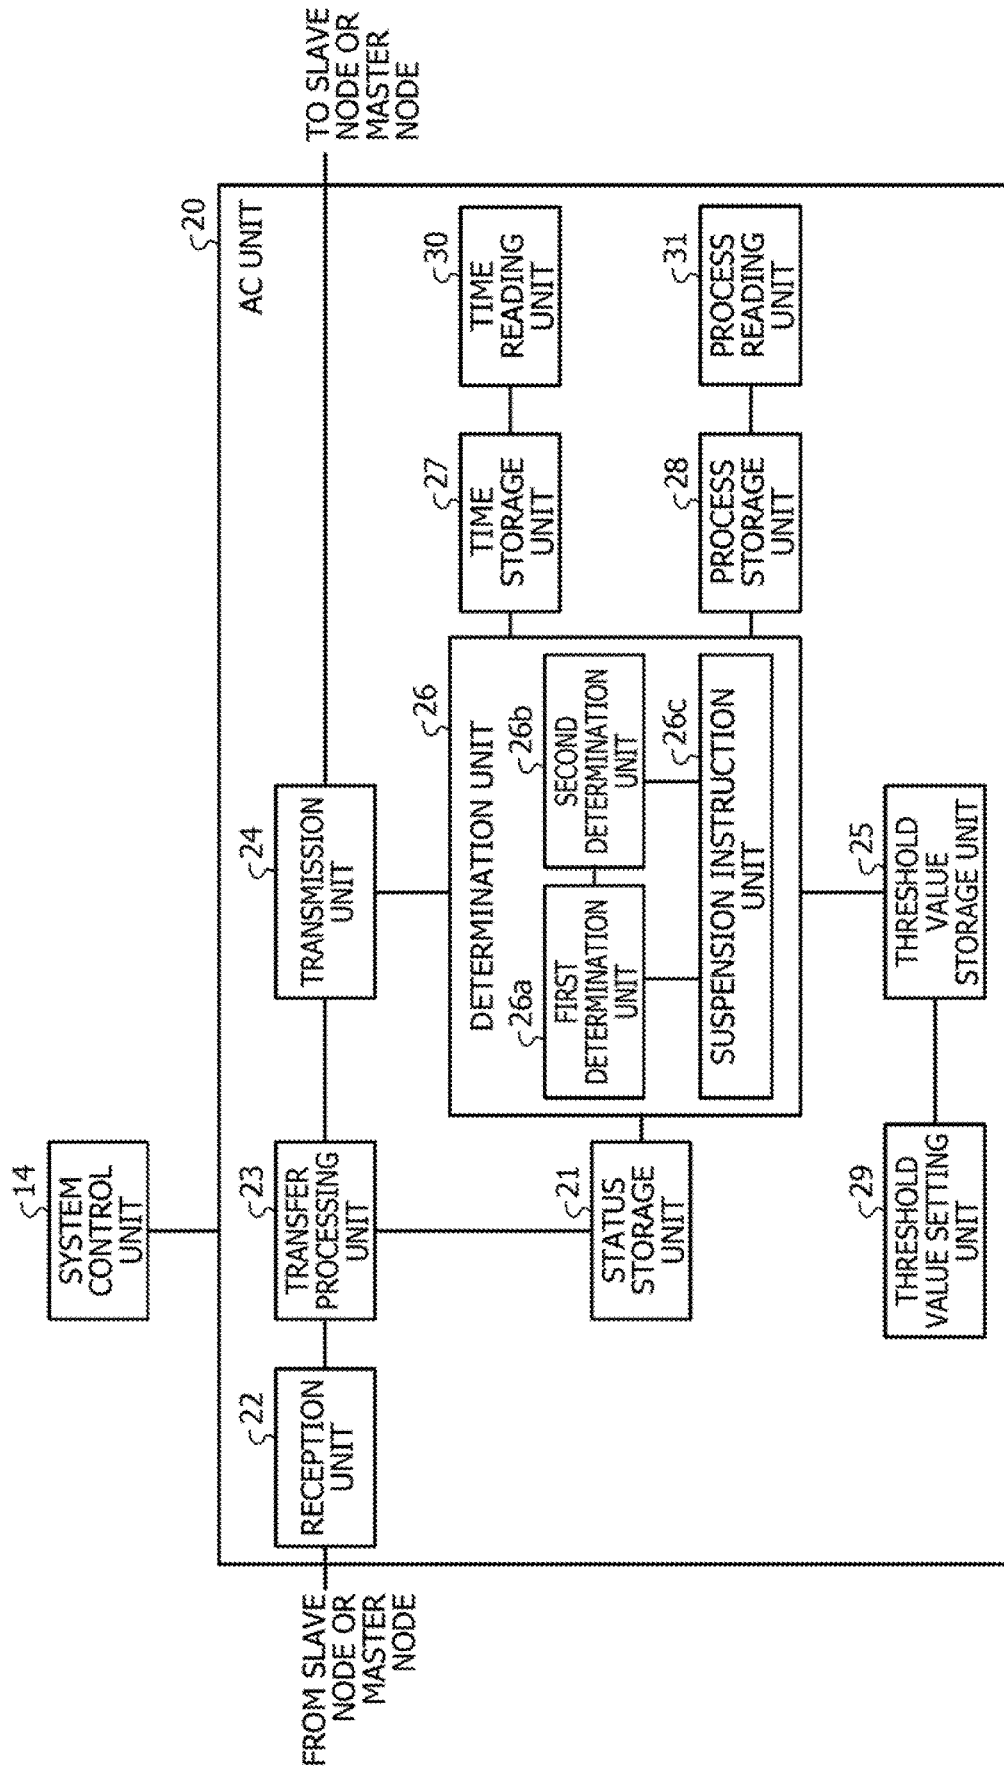 14
SYSTEM
CONTROL
UNIT
20
AC UNIT
FROM SLAVE
NODE OR
MASTER
NODE
22
RECEPTION
UNIT
23
TRANSFER
PROCESSING
UNIT
24
TRANSMISSION
UNIT
TO SLAVE
NODE OR
MASTER
NODE
21
STATUS
STORAGE
UNIT
26
DETERMINATION UNIT
26a
FIRST
DETERMINATION
UNIT
26b
SECOND
DETERMINATION
UNIT
26c
SUSPENSION INSTRUCTION
UNIT
27
TIME
STORAGE
UNIT
30
TIME
READING
UNIT
28
PROCESS
STORAGE
UNIT
31
PROCESS
READING
UNIT
29
THRESHOLD
VALUE SETTING
UNIT
25
THRESHOLD
VALUE
STORAGE UNIT